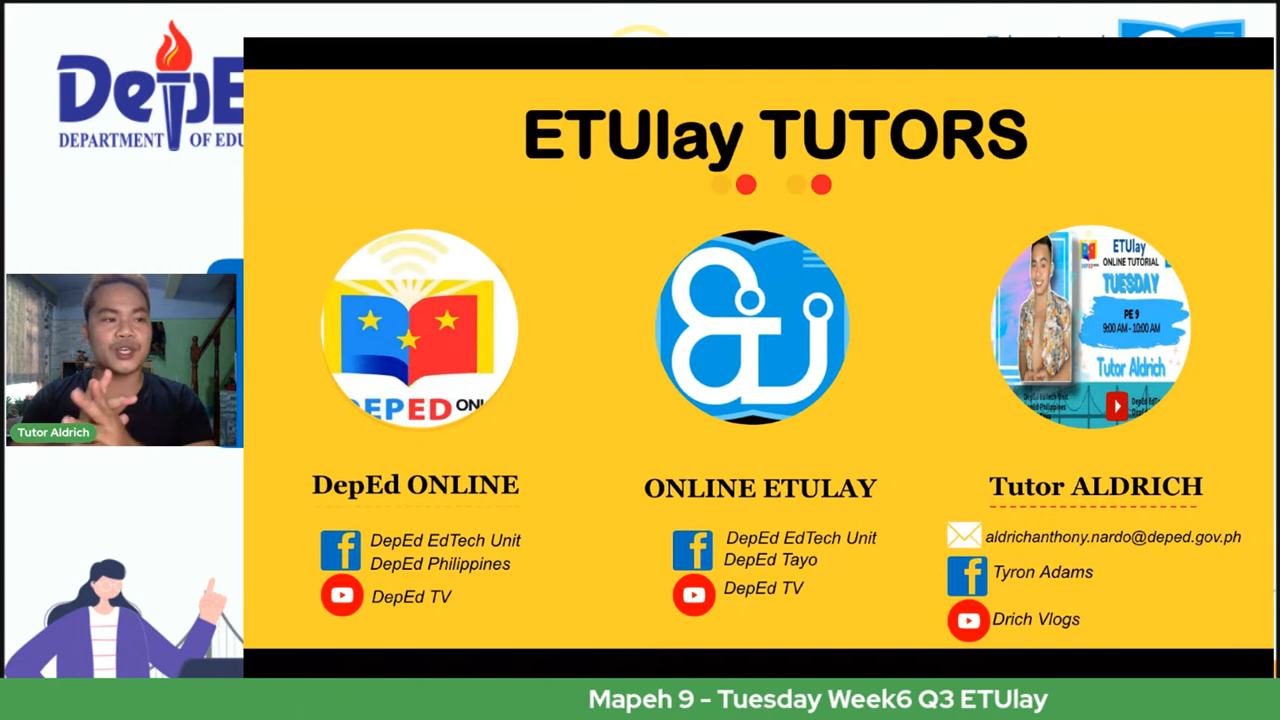 DepE
DEPARTMENT OF EDU
ETUlay TUTORS
DEPED ONLI
ETUlay
ONLINE TUTORIAL
TUESDAY
PE 9
9:00 AM - 10:00 AM
Tutor Aldrich
Tutor Aldrich
DepEd ONLINE
DepEd EdTech Unit
DepEd Philippines
DepEd TV
ONLINE ETULAY
DepEd EdTech Unit
DepEd Tayo
DepEd TV
Tutor ALDRICH
aldrichanthony.nardo@deped.gov.ph
Tyron Adams
Drich Vlogs
Mapeh 9 - Tuesday Week6 Q3 ETUlay